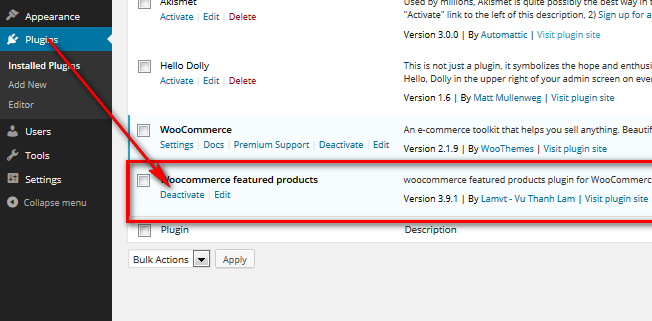 Appearance
Plugins
Installed Plugins
Add New
Editor
Users
Tools
Settings
Collapse menu
Akismet
Used by millions, Akismet is quite possibly the best way in t
Activate | Edit | Delete
"Activate" link to the left of this description, 2) Sign up for a
Version 3.0.0 | By Automattic | Visit plugin site
Hello Dolly
This is not just a plugin, it symbolizes the hope and enthus
Activate | Edit | Delete
Hello, Dolly in the upper right of your admin screen on ever
Version 1.6 | By Matt Mullenweg | Visit plugin site
WooCommerce
An e-commerce toolkit that helps you sell anything. Beautif
Settings | Docs | Premium Support | Deactivate | Edit
Version 2.1.9 | By WooThemes | Visit plugin site
Woocommerce featured products
woocommerce featured products plugin for WooCommerc
Deactivate | Edit
Version 3.9.1 | By Lamvt - Vu Thanh Lam | Visit plugin site
Plugin
Description
Bulk Actions
Apply